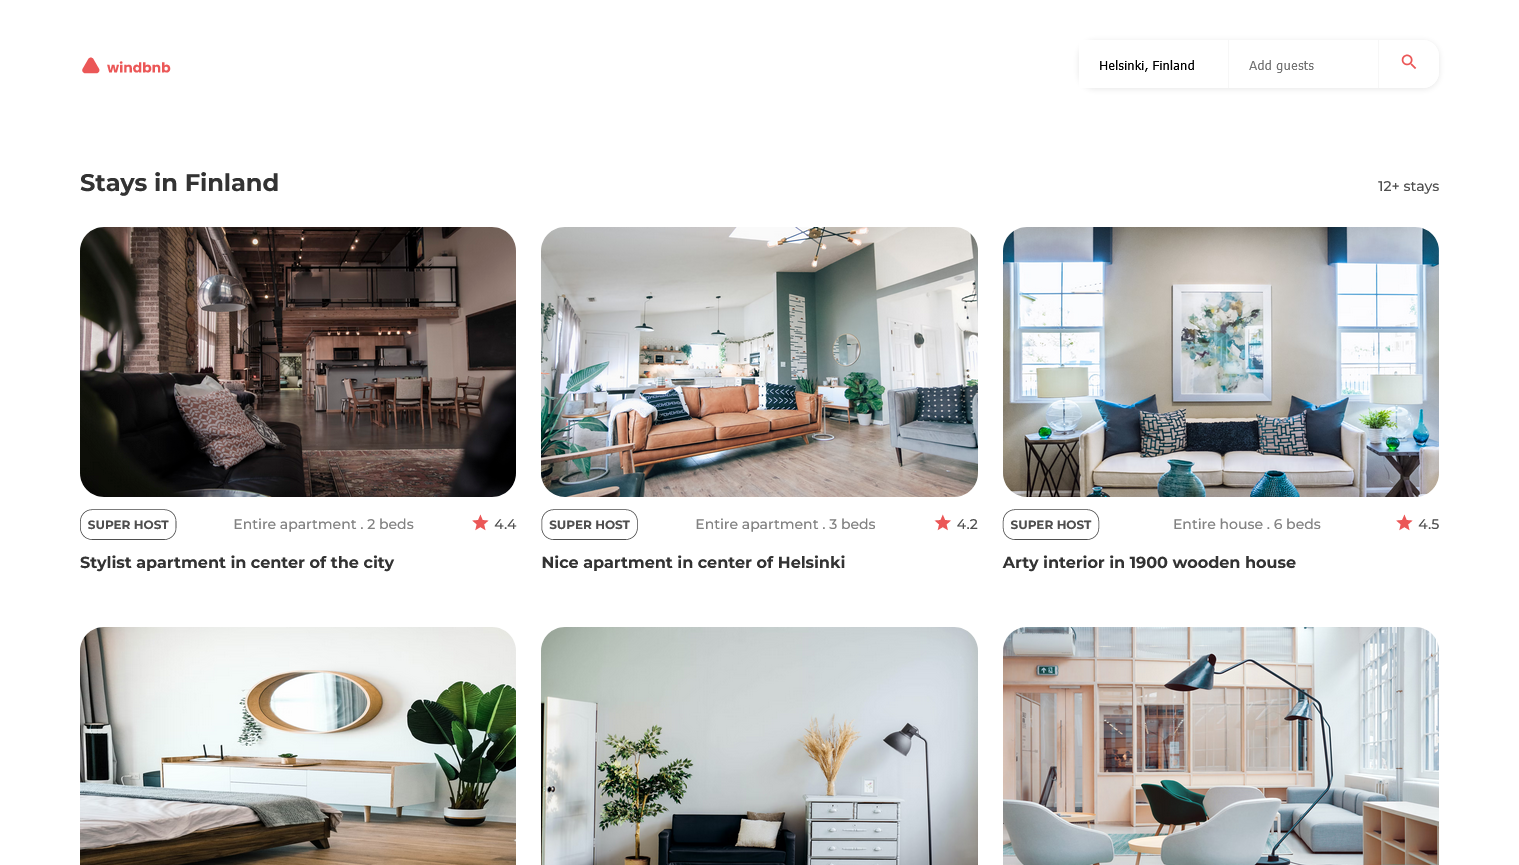 windbnb
Helsinki, Finland
Add guests
Stays in Finland
12+ stays
SUPER HOST
Entire apartment . 2 beds
4.4
Stylist apartment in center of the city
SUPER HOST
Entire apartment . 3 beds
4.2
Nice apartment in center of Helsinki
SUPER HOST
Entire house . 6 beds
4.5
Arty interior in 1900 wooden house